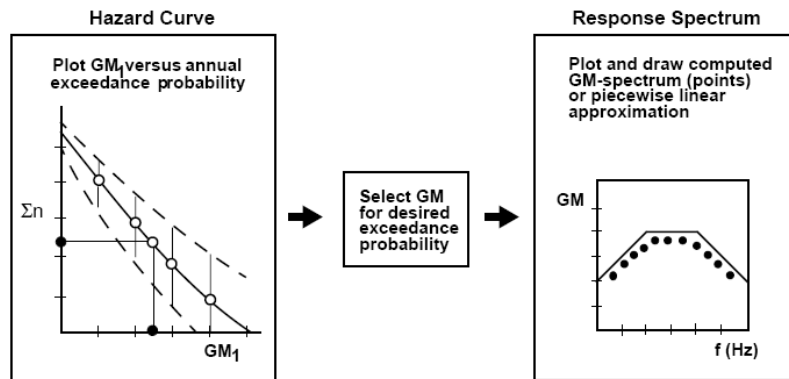 Hazard Curve
Plot GM1 versus annual
exceedance probability
Σn
GM1
Select GM
for desired
exceedance
probability
Response Spectrum
Plot and draw computed
GM-spectrum (points)
or piecewise linear
approximation
GM
f (Hz)